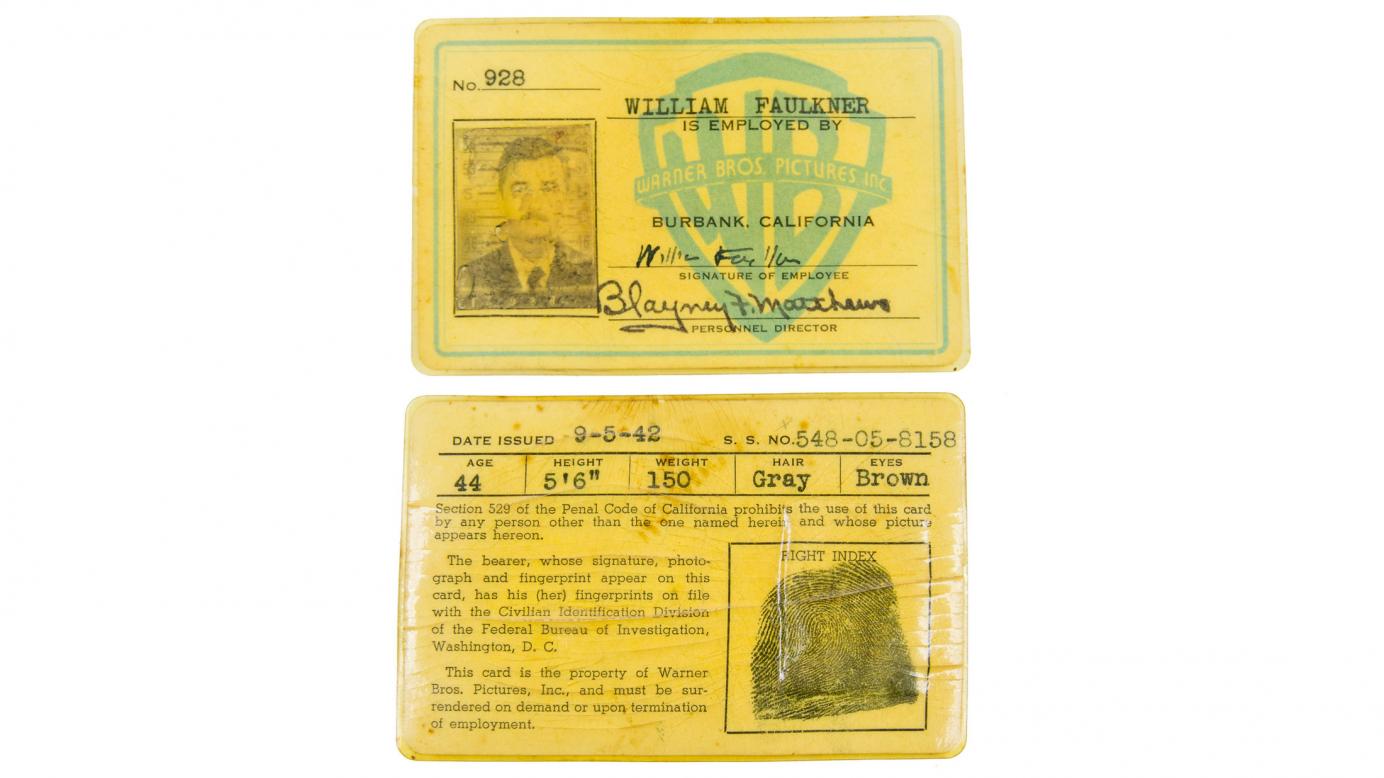 No. 928
WILLIAM FAULKNER
IS EMPLOYED BY
WB
WARNER BROS. PICTURES INC.
BURBANK, CALIFORNIA
William Faulkner
SIGNATURE OF EMPLOYEE
Blayney F. Matthews
PERSONNEL DIRECTOR
DATE ISSUED 9-5-42 S. S. NO. 548-05-8158
AGE HEIGHT WEIGHT HAIR EYES
44 5'6" 150 Gray Brown
Section 529 of the Penal Code of California prohibits the use of this card
by any person other than the one named herein and whose picture
appears hereon.
The bearer, whose signature, photo-
graph and fingerprint appear on this
card, has his (her) fingerprints on file
with the Civilian Identification Division
of the Federal Bureau of Investigation,
Washington, D. C.
This card is the property of Warner
Bros. Pictures, Inc., and must be sur-
rendered on demand or upon termination
of employment.
RIGHT INDEX